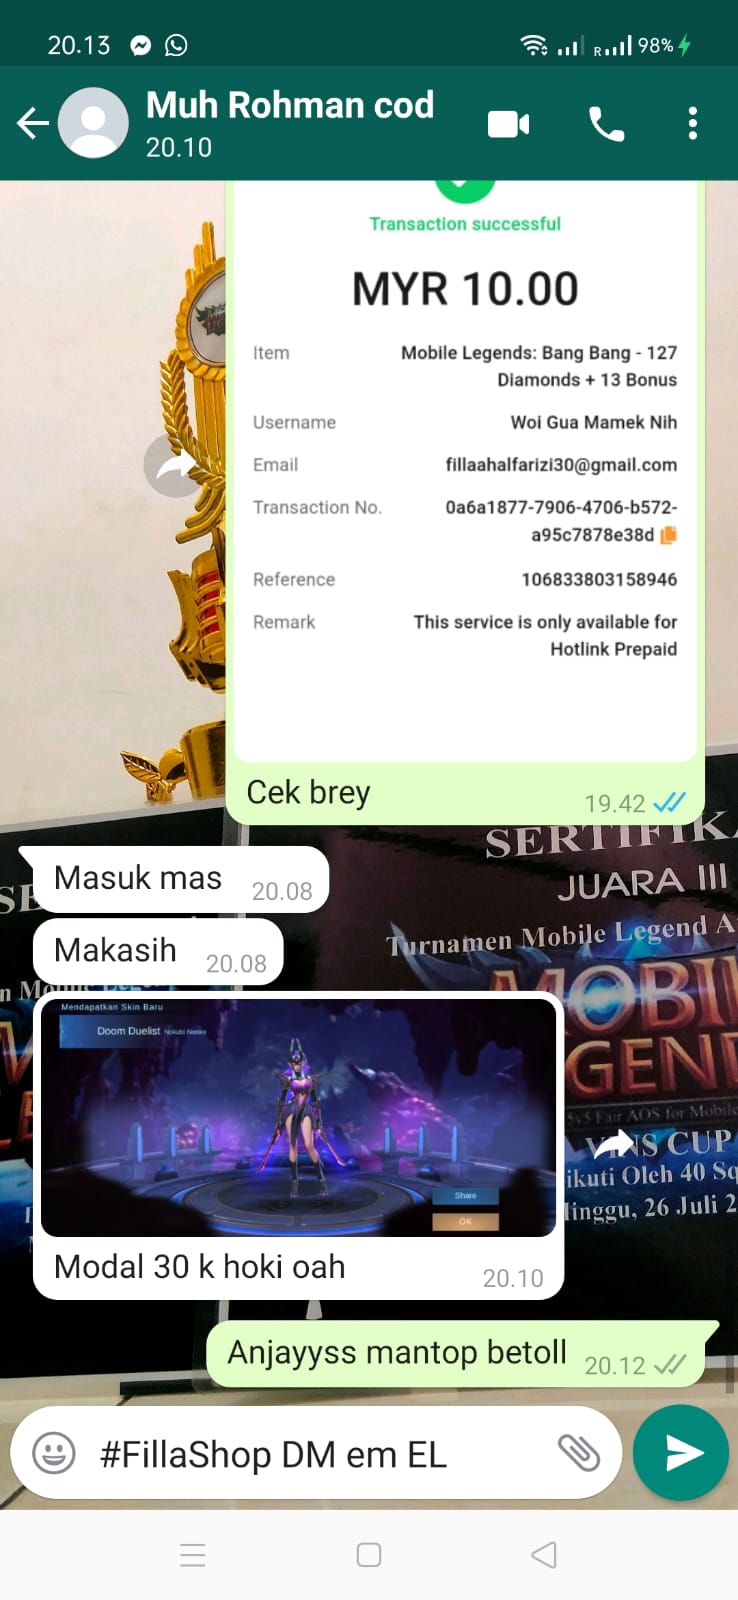 20.13
R
98%
Muh Rohman cod
20.10
Transaction successful
MYR 10.00
Item Mobile Legends: Bang Bang - 127
Diamonds + 13 Bonus
Username Woi Gua Mamek Nih
Email fillaahalfarizi30@gmail.com
Transaction No. 0a6a1877-7906-4706-b572-
a95c7878e38d
Reference 106833803158946
Remark This service is only available for
Hotlink Prepaid
Cek brey 19.42
SERTIFIK
JUARA III
Turnamen Mobile Legend A
MOBI
GEND
5v5 Fair AOS for Mobile
NS CUP
ikuti Oleh 40 Sq
linggu, 26 Juli 2
Masuk mas 20.08
Makasih 20.08
Mendapatkan Skin Baru
Doom Duelist
Share
OK
Modal 30 k hoki oah 20.10
Anjayyss mantop betoll 20.12
#FillaShop DM em EL